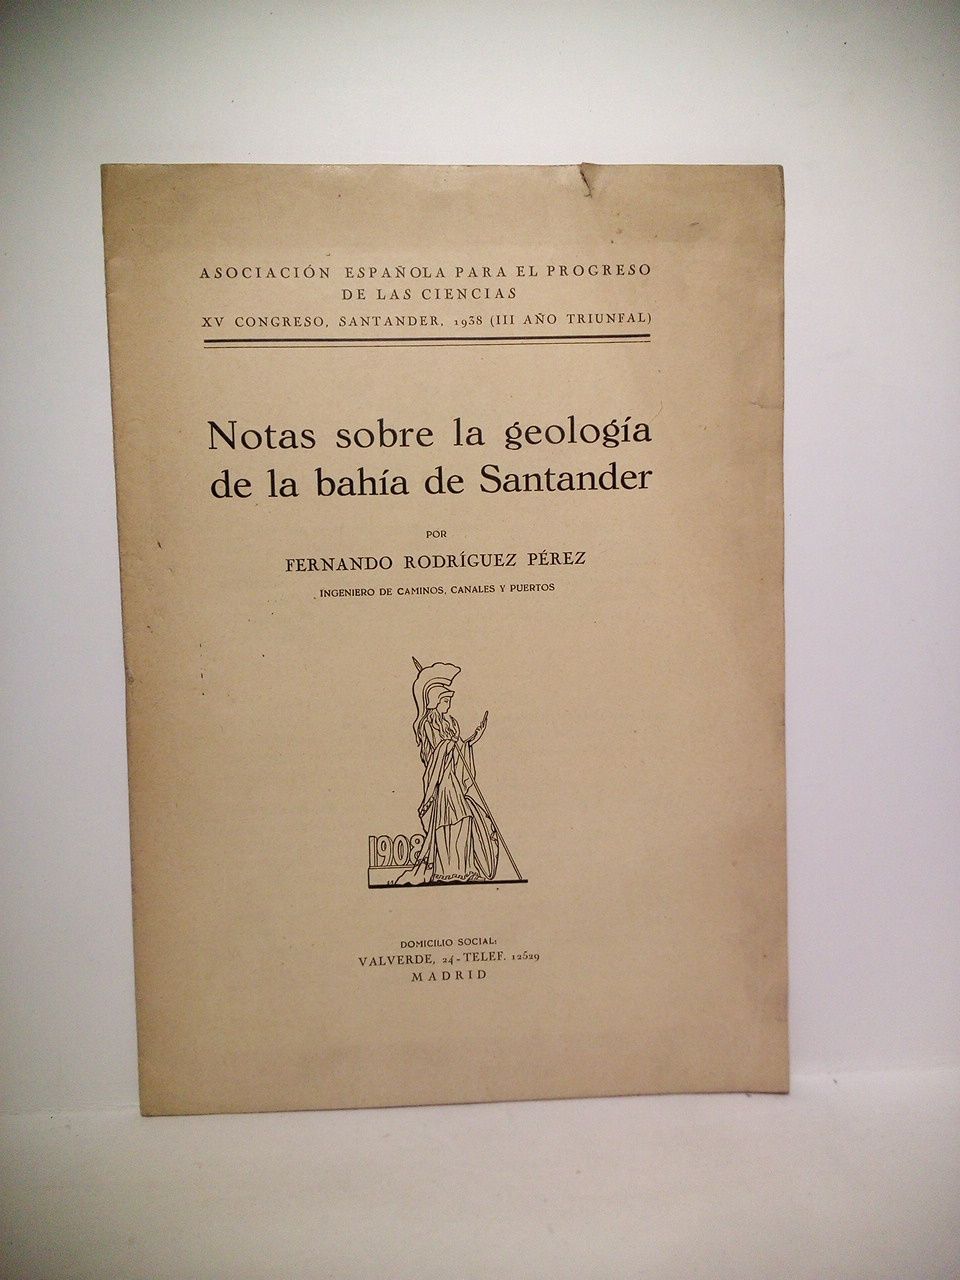 ASOCIACIÓN ESPAÑOLA PARA EL PROGRESO
DE LAS CIENCIAS
XV CONGRESO, SANTANDER, 1938 (III AÑO TRIUNFAL)
Notas sobre la geología
de la bahía de Santander
POR
FERNANDO RODRÍGUEZ PÉREZ
INGENIERO DE CAMINOS, CANALES Y PUERTOS
1908
DOMICILIO SOCIAL:
VALVERDE, 24 - TELEF. 12529
MADRID